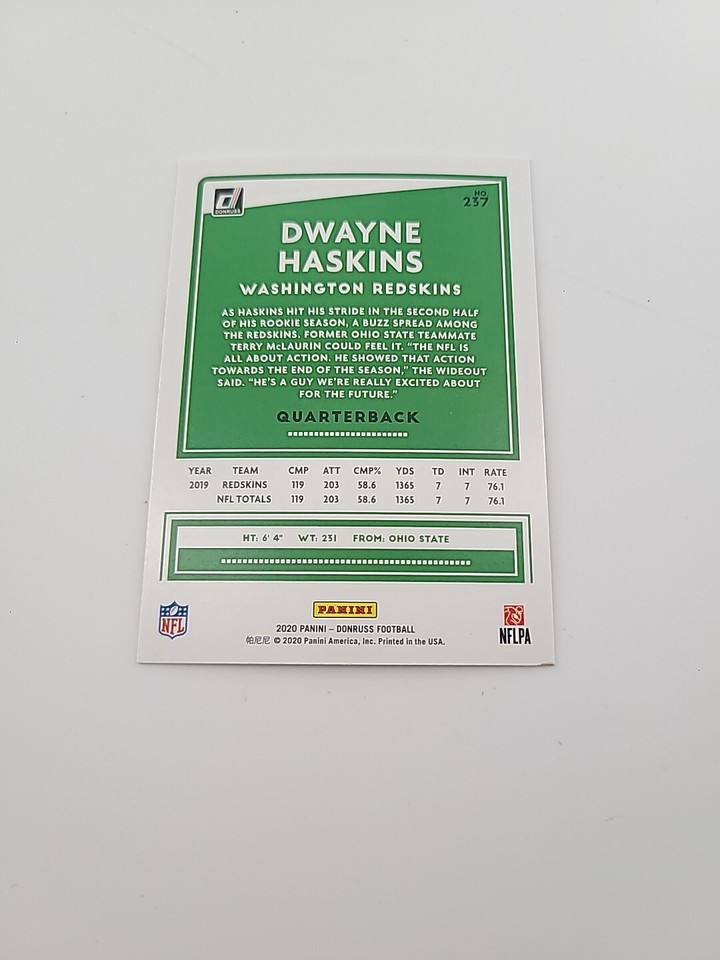 DONRUSS
NO.
237
DWAYNE
HASKINS
WASHINGTON REDSKINS
AS HASKINS HIT HIS STRIDE IN THE SECOND HALF
OF HIS ROOKIE SEASON, A BUZZ SPREAD AMONG
THE REDSKINS. FORMER OHIO STATE TEAMMATE
TERRY McLAURIN COULD FEEL IT. “THE NFL IS
ALL ABOUT ACTION. HE SHOWED THAT ACTION
TOWARDS THE END OF THE SEASON,” THE WIDEOUT
SAID. “HE’S A GUY WE’RE REALLY EXCITED ABOUT
FOR THE FUTURE.”
QUARTERBACK
YEAR TEAM CMP ATT CMP% YDS TD INT RATE
2019 REDSKINS 119 203 58.6 1365 7 7 76.1
NFL TOTALS 119 203 58.6 1365 7 7 76.1
HT: 6' 4" WT: 231 FROM: OHIO STATE
NFL
PANINI
NFLPA
2020 PANINI – DONRUSS FOOTBALL
帕尼尼 © 2020 Panini America, Inc. Printed in the USA.